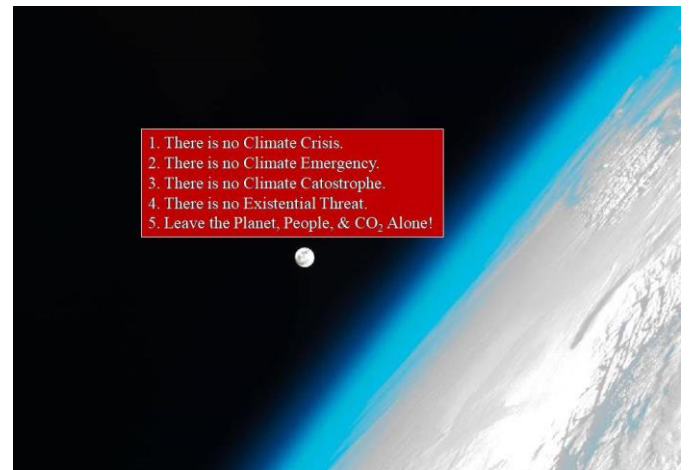 1. There is no Climate Crisis.
2. There is no Climate Emergency.
3. There is no Climate Catostrophe.
4. There is no Existential Threat.
5. Leave the Planet, People, & CO₂ Alone!